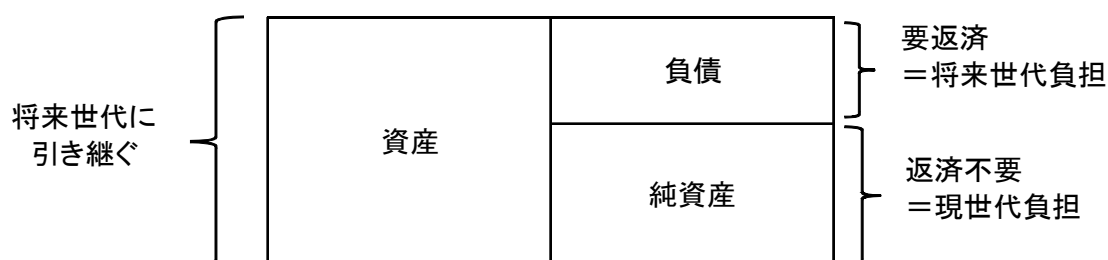 将来世代に
引き継ぐ
資産
負債
純資産
要返済
＝将来世代負担
返済不要
＝現世代負担